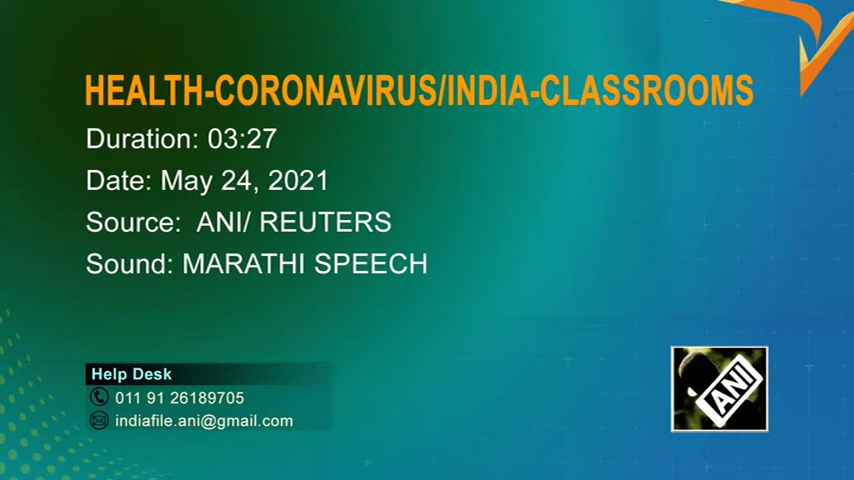 HEALTH-CORONAVIRUS/INDIA-CLASSROOMS
Duration: 03:27
Date: May 24, 2021
Source: ANI/ REUTERS
Sound: MARATHI SPEECH
Help Desk
011 91 26189705
indiafile.ani@gmail.com
ANI